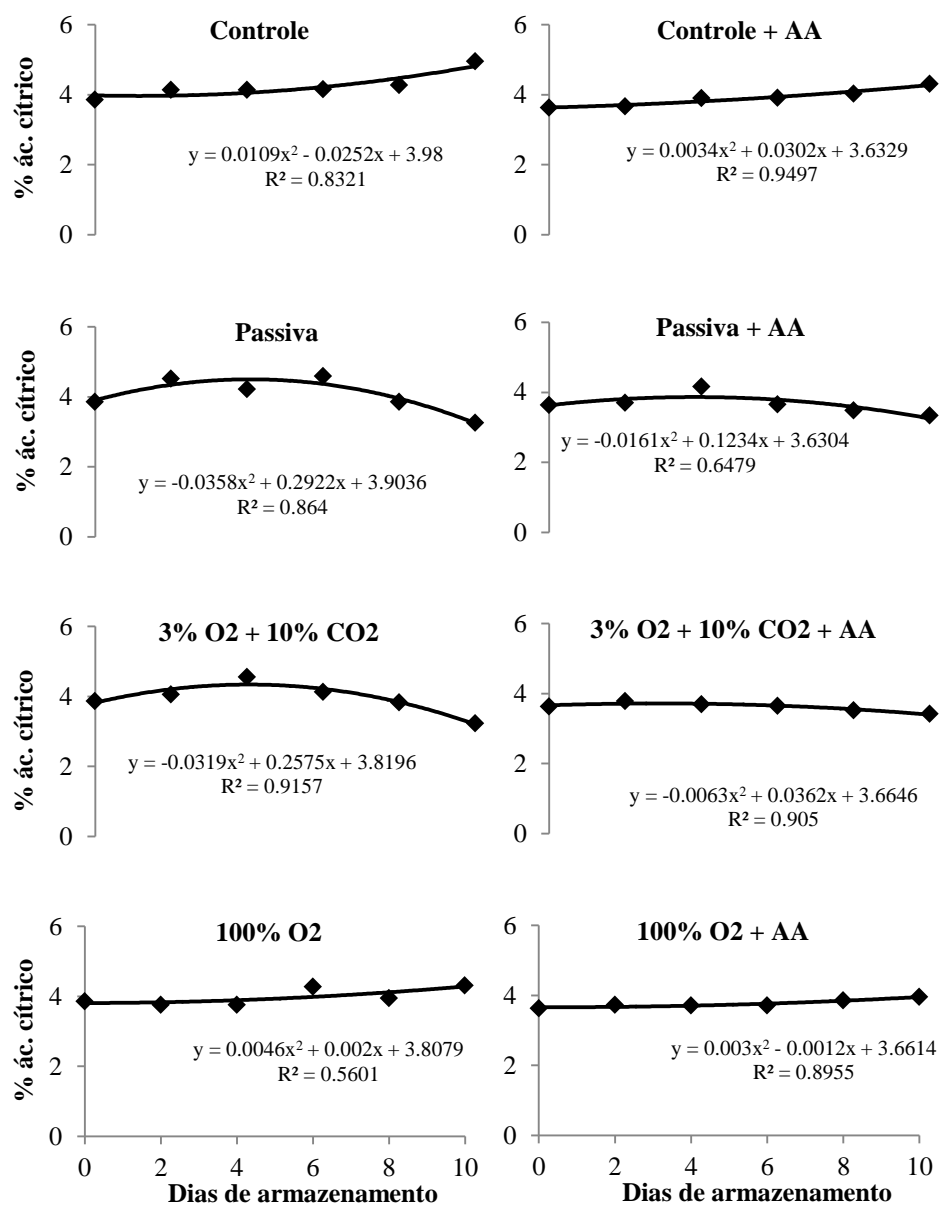 Controle
% ác. cítrico
6
4
2
0
y = 0.0109x² - 0.0252x + 3.98
R² = 0.8321
Controle + AA
6
4
2
0
y = 0.0034x² + 0.0302x + 3.6329
R² = 0.9497
Passiva
% ác. cítrico
6
4
2
0
y = -0.0358x² + 0.2922x + 3.9036
R² = 0.864
Passiva + AA
6
4
2
0
y = -0.0161x² + 0.1234x + 3.6304
R² = 0.6479
3% O2 + 10% CO2
% ác. cítrico
6
4
2
0
y = -0.0319x² + 0.2575x + 3.8196
R² = 0.9157
3% O2 + 10% CO2 + AA
6
4
2
0
y = -0.0063x² + 0.0362x + 3.6646
R² = 0.905
100% O2
% ác. cítrico
6
4
2
0
y = 0.0046x² + 0.002x + 3.8079
R² = 0.5601
0 2 4 6 8 10
Dias de armazenamento
100% O2 + AA
6
4
2
0
y = 0.003x² - 0.0012x + 3.6614
R² = 0.8955
0 2 4 6 8 10
Dias de armazenamento